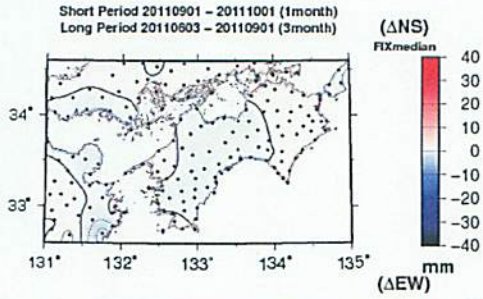 Short Period 20110901 – 20111001 (1month)
Long Period 20110603 – 20110901 (3month)
(ΔNS)
FIXmedian
40
30
20
10
0
−10
−20
−30
−40
mm
34°
33°
131° 132° 133° 134° 135°
(ΔEW)